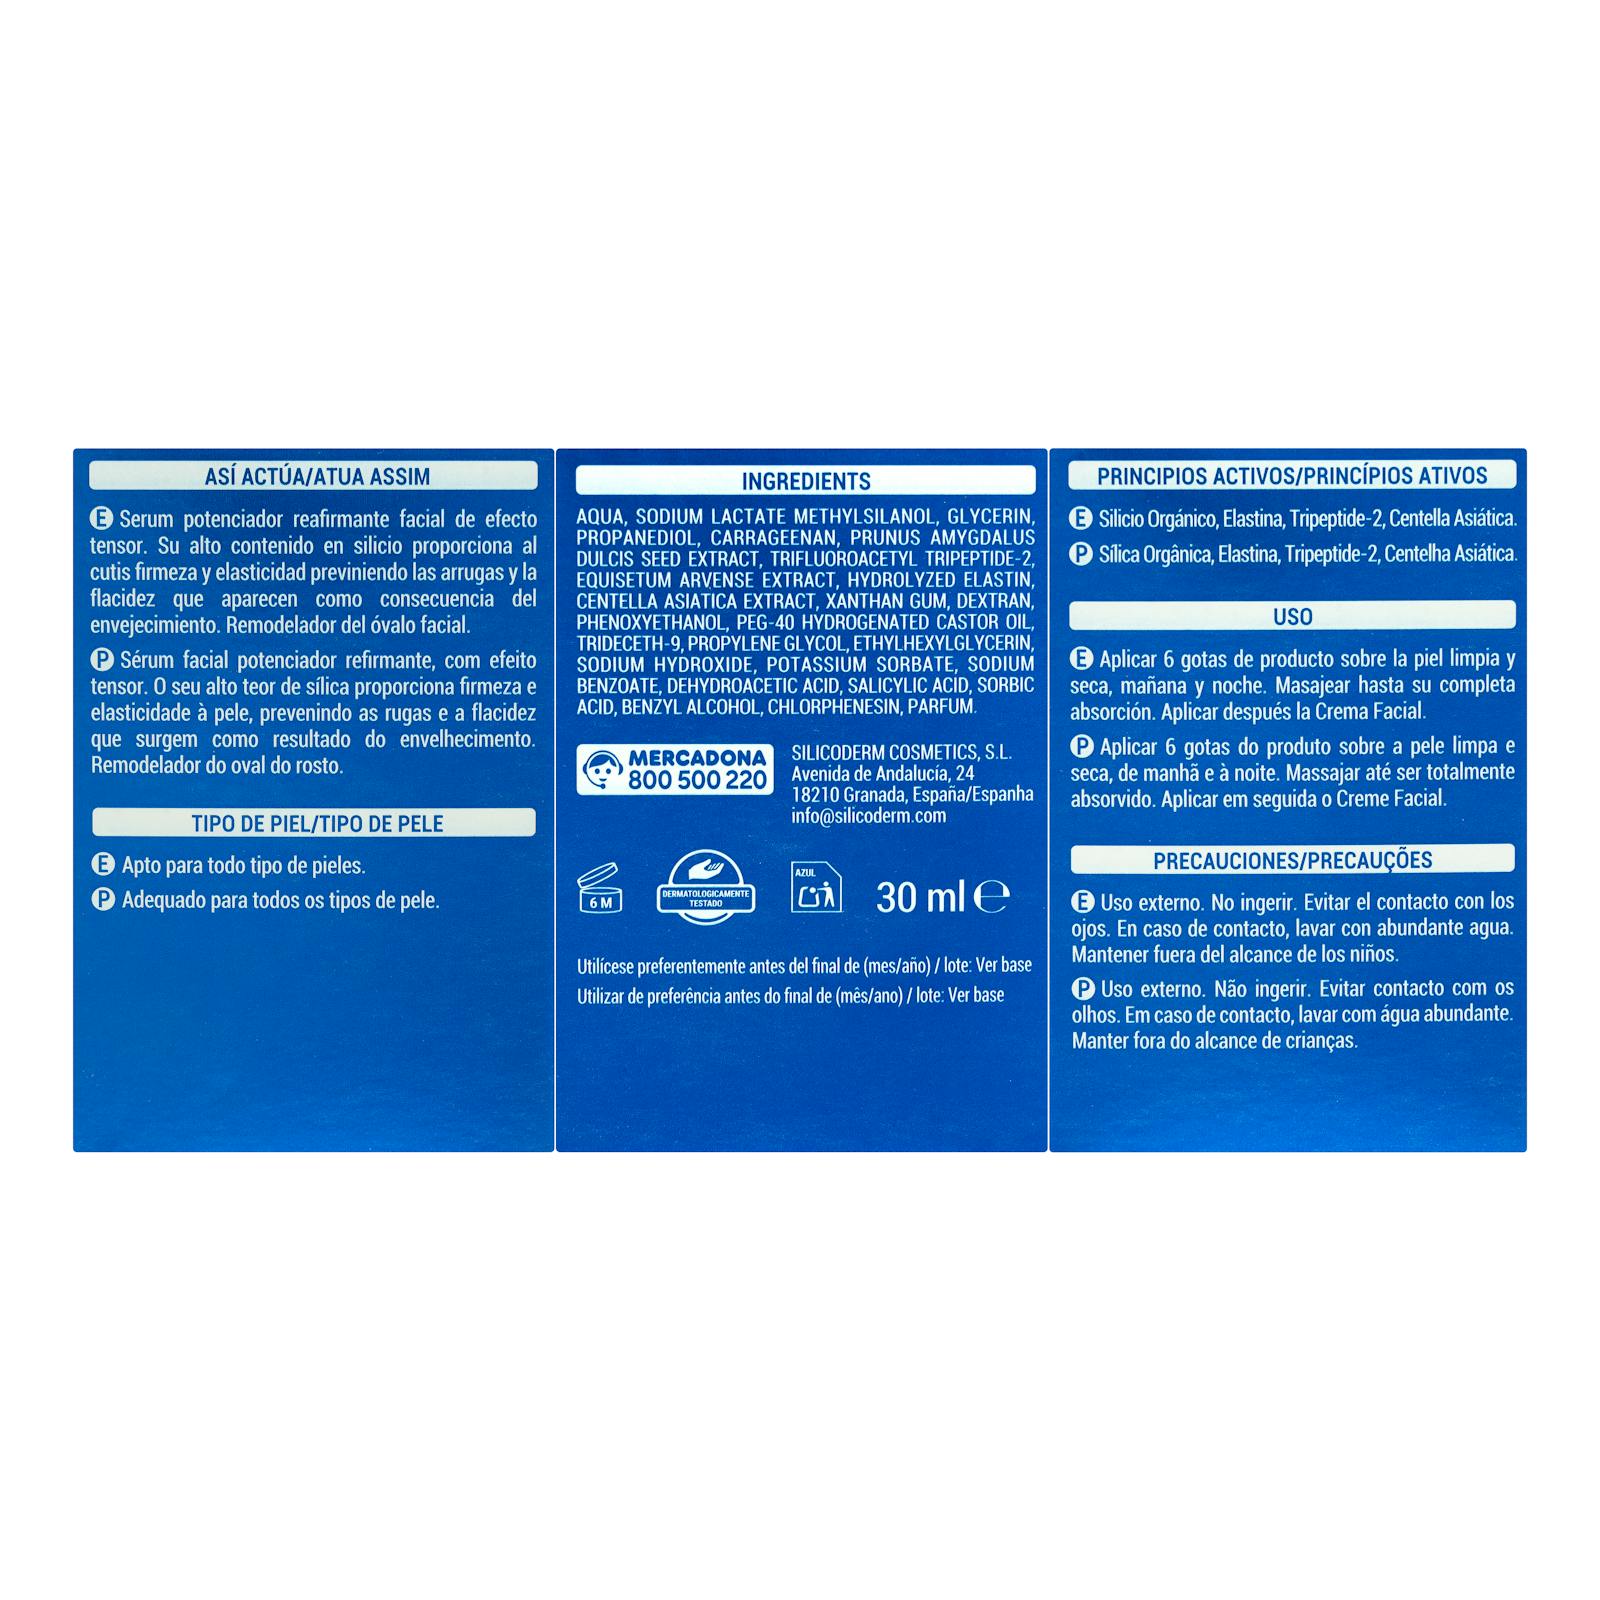 ASÍ ACTÚA/ATUA ASSIM
E Serum potenciador reafirmante facial de efecto
tensor. Su alto contenido en silicio proporciona al
cutis firmeza y elasticidad previniendo las arrugas y la
flacidez que aparecen como consecuencia del
envejecimiento. Remodelador del óvalo facial.
P Sérum facial potenciador refirmante, com efeito
tensor. O seu alto teor de sílica proporciona firmeza e
elasticidade à pele, prevenindo as rugas e a flacidez
que surgem como resultado do envelhecimento.
Remodelador do oval do rosto.
TIPO DE PIEL/TIPO DE PELE
E Apto para todo tipo de pieles.
P Adequado para todos os tipos de pele.
INGREDIENTS
AQUA, SODIUM LACTATE METHYLSILANOL, GLYCERIN,
PROPANEDIOL, CARRAGEENAN, PRUNUS AMYGDALUS
DULCIS SEED EXTRACT, TRIFLUOROACETYL TRIPEPTIDE-2,
EQUISETUM ARVENSE EXTRACT, HYDROLYZED ELASTIN,
CENTELLA ASIATICA EXTRACT, XANTHAN GUM, DEXTRAN,
PHENOXYETHANOL, PEG-40 HYDROGENATED CASTOR OIL,
TRIDECETH-9, PROPYLENE GLYCOL, ETHYLHEXYLGLYCERIN,
SODIUM HYDROXIDE, POTASSIUM SORBATE, SODIUM
BENZOATE, DEHYDROACETIC ACID, SALICYLIC ACID, SORBIC
ACID, BENZYL ALCOHOL, CHLORPHENESIN, PARFUM.
MERCADONA
800 500 220
SILICODERM COSMETICS, S.L.
Avenida de Andalucía, 24
18210 Granada, España/Espanha
info@silicoderm.com
6 M
DERMATOLOGICAMENTE
TESTADO
AZUL
30 ml e
Utilícese preferentemente antes del final de (mes/año) / lote: Ver base
Utilizar de preferência antes do final de (mês/ano) / lote: Ver base
PRINCIPIOS ACTIVOS/PRINCÍPIOS ATIVOS
E Silicio Orgánico, Elastina, Tripeptide-2, Centella Asiática.
P Sílica Orgânica, Elastina, Tripeptide-2, Centelha Asiática.
USO
E Aplicar 6 gotas de producto sobre la piel limpia y
seca, mañana y noche. Masajear hasta su completa
absorción. Aplicar después la Crema Facial.
P Aplicar 6 gotas do produto sobre a pele limpa e
seca, de manhã e à noite. Massajar até ser totalmente
absorvido. Aplicar em seguida o Creme Facial.
PRECAUCIONES/PRECAUÇÕES
E Uso externo. No ingerir. Evitar el contacto con los
ojos. En caso de contacto, lavar con abundante agua.
Mantener fuera del alcance de los niños.
P Uso externo. Não ingerir. Evitar contacto com os
olhos. Em caso de contacto, lavar com água abundante.
Manter fora do alcance de crianças.